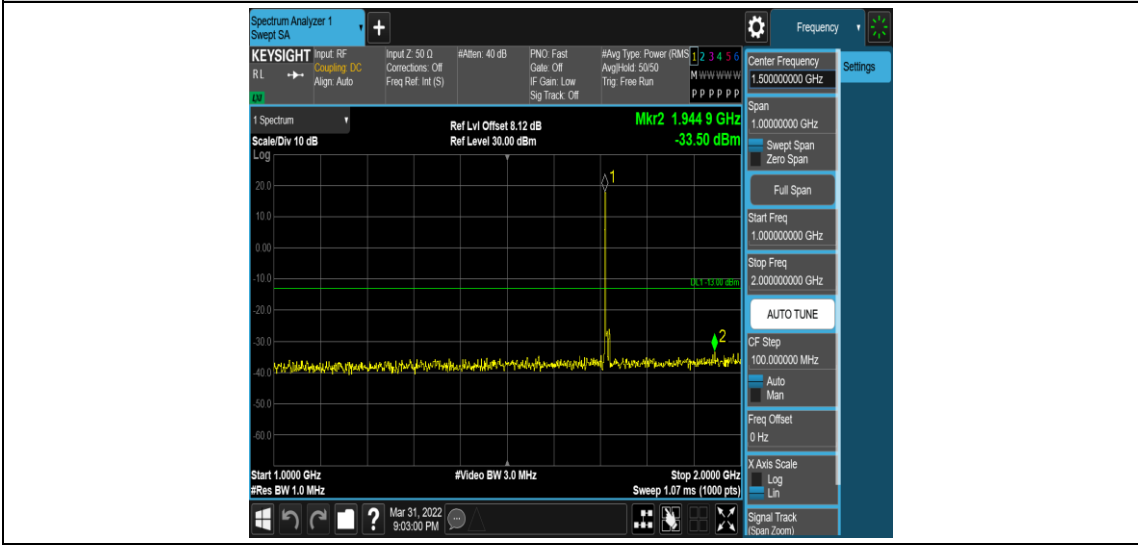 Spectrum Analyzer 1
Swept SA
+
Frequency
KEYSIGHT
RL
LXI
Input: RF
Coupling: DC
Align: Auto
Input Z: 50 Ω
Corrections: Off
Freq Ref: Int (S)
#Atten: 40 dB
PNO: Fast
Gate: Off
IF Gain: Low
Sig Track: Off
#Avg Type: Power (RMS
Avg|Hold: 50/50
Trig: Free Run
1 2 3 4 5 6
M W W W W W
P P P P P P
1 Spectrum
Scale/Div 10 dB
Log
Ref Lvl Offset 8.12 dB
Ref Level 30.00 dBm
Mkr2 1.944 9 GHz
-33.50 dBm
1
20.0
10.0
0.00
-10.0
DL1 -13.00 dBm
-20.0
-30.0
2
-40.0
-50.0
-60.0
Start 1.0000 GHz
#Res BW 1.0 MHz
#Video BW 3.0 MHz
Stop 2.0000 GHz
Sweep 1.07 ms (1000 pts)
?
Mar 31, 2022
9:03:00 PM
Center Frequency
1.500000000 GHz
Settings
Span
1.00000000 GHz
Swept Span
Zero Span
Full Span
Start Freq
1.000000000 GHz
Stop Freq
2.000000000 GHz
AUTO TUNE
CF Step
100.000000 MHz
Auto
Man
Freq Offset
0 Hz
X Axis Scale
Log
Lin
Signal Track
(Span Zoom)